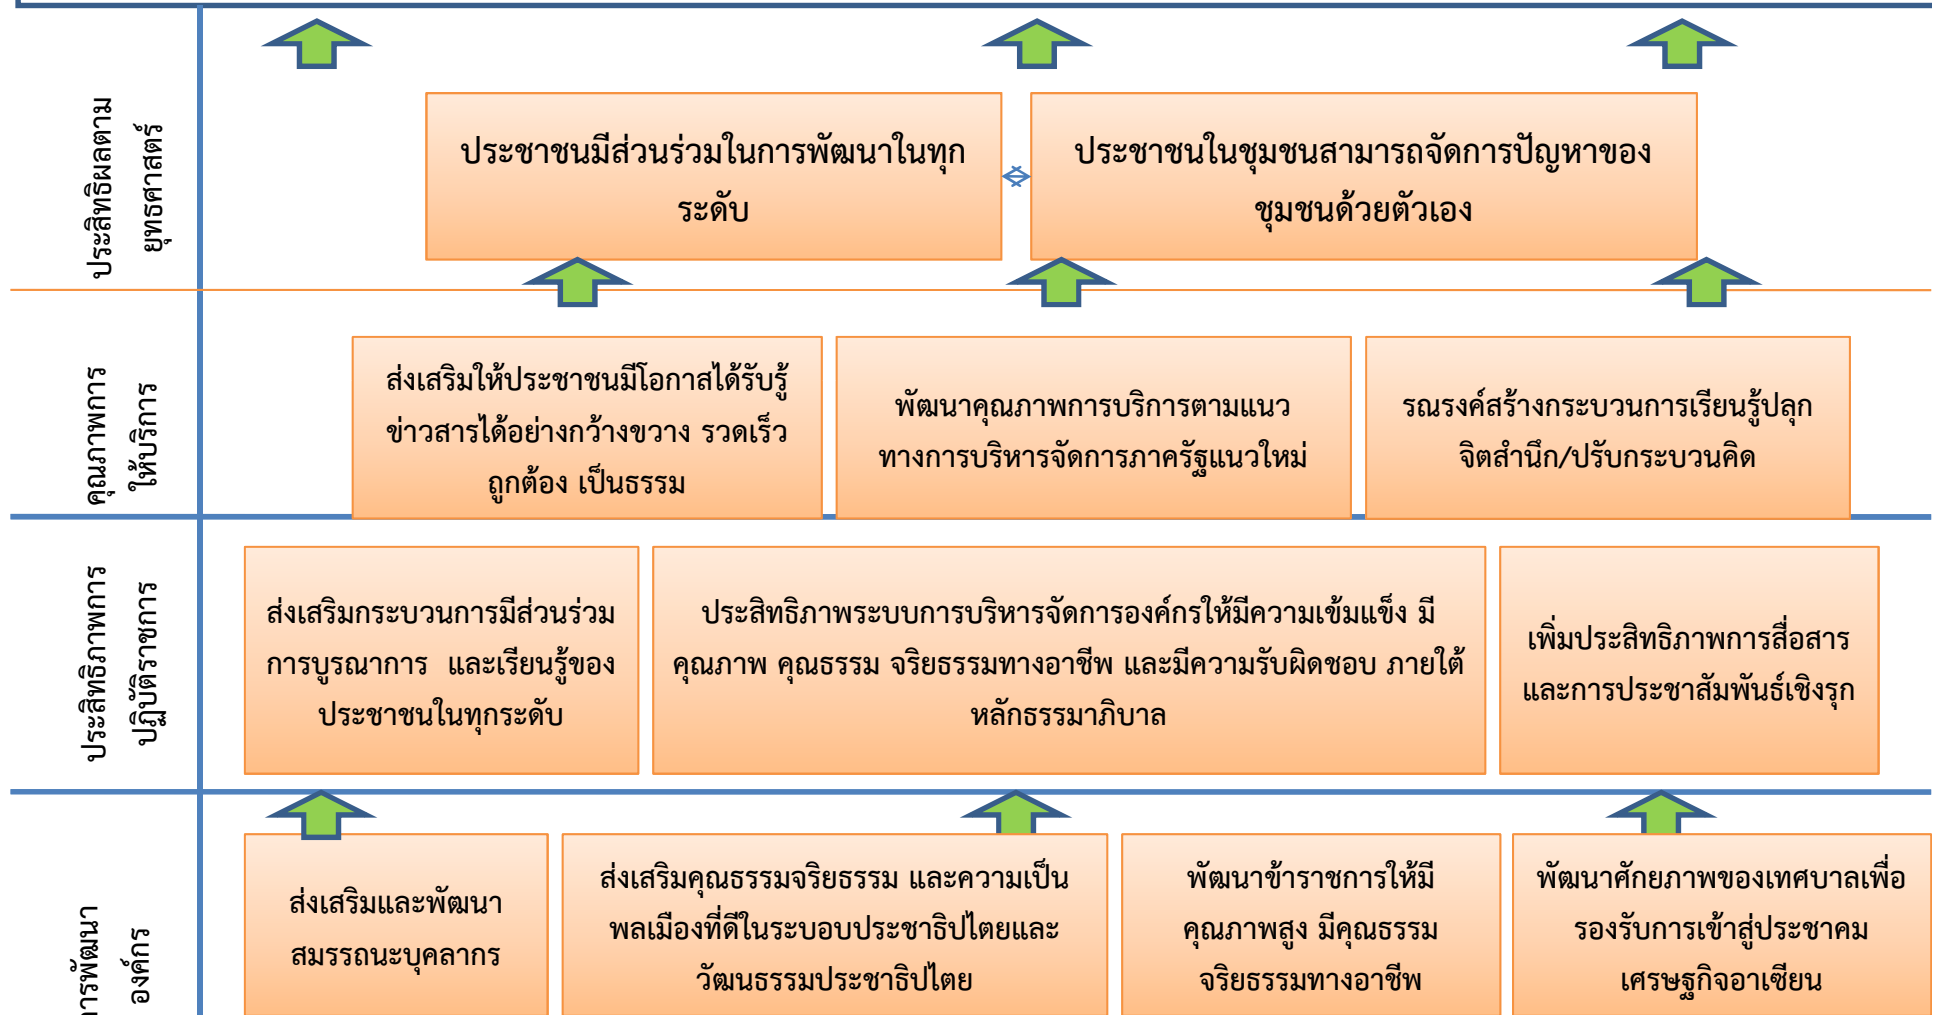 ประสิทธิผลตาม
ยุทธศาสตร์
ประชาชนมีส่วนร่วมในการพัฒนาในทุก
ระดับ
ประชาชนในชุมชนสามารถจัดการปัญหาของ
ชุมชนด้วยตัวเอง
คุณภาพการ
ให้บริการ
ส่งเสริมให้ประชาชนมีโอกาสได้รับรู้
ข่าวสารได้อย่างกว้างขวาง รวดเร็ว
ถูกต้อง เป็นธรรม
พัฒนาคุณภาพการบริการตามแนว
ทางการบริหารจัดการภาครัฐแนวใหม่
รณรงค์สร้างกระบวนการเรียนรู้ปลุก
จิตสำนึก/ปรับกระบวนคิด
ประสิทธิภาพการ
ปฏิบัติราชการ
ส่งเสริมกระบวนการมีส่วนร่วม
การบูรณาการ และเรียนรู้ของ
ประชาชนในทุกระดับ
ประสิทธิภาพระบบการบริหารจัดการองค์กรให้มีความเข้มแข็ง มี
คุณภาพ คุณธรรม จริยธรรมทางอาชีพ และมีความรับผิดชอบ ภายใต้
หลักธรรมาภิบาล
เพิ่มประสิทธิภาพการสื่อสาร
และการประชาสัมพันธ์เชิงรุก
การพัฒนา
องค์กร
ส่งเสริมและพัฒนา
สมรรถนะบุคลากร
ส่งเสริมคุณธรรมจริยธรรม และความเป็น
พลเมืองที่ดีในระบอบประชาธิปไตยและ
วัฒนธรรมประชาธิปไตย
พัฒนาข้าราชการให้มี
คุณภาพสูง มีคุณธรรม
จริยธรรมทางอาชีพ
พัฒนาศักยภาพของเทศบาลเพื่อ
รองรับการเข้าสู่ประชาคม
เศรษฐกิจอาเซียน